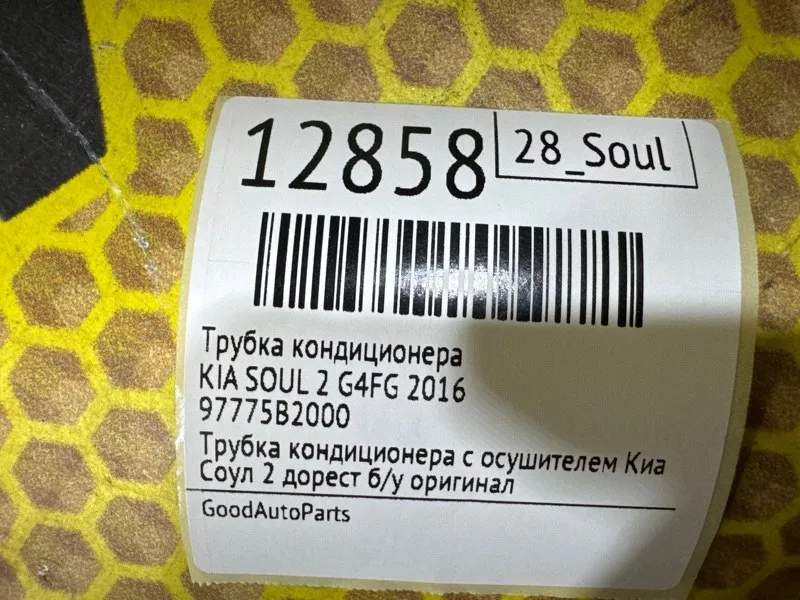 12858
28_Soul
Трубка кондиционера
KIA SOUL 2 G4FG 2016
97775B2000
Трубка кондиционера с осушителем Киа
Соул 2 дорест б/у оригинал
GoodAutoParts